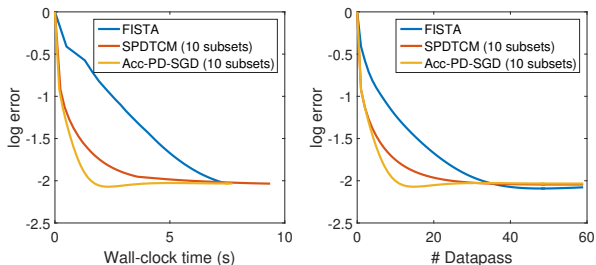 0
-0.5
-1
-1.5
-2
-2.5
log error
0
5
10
Wall-clock time (s)
FISTA
SPDTCM (10 subsets)
Acc-PD-SGD (10 subsets)
0
-0.5
-1
-1.5
-2
-2.5
log error
0
20
40
60
# Datapass
FISTA
SPDTCM (10 subsets)
Acc-PD-SGD (10 subsets)